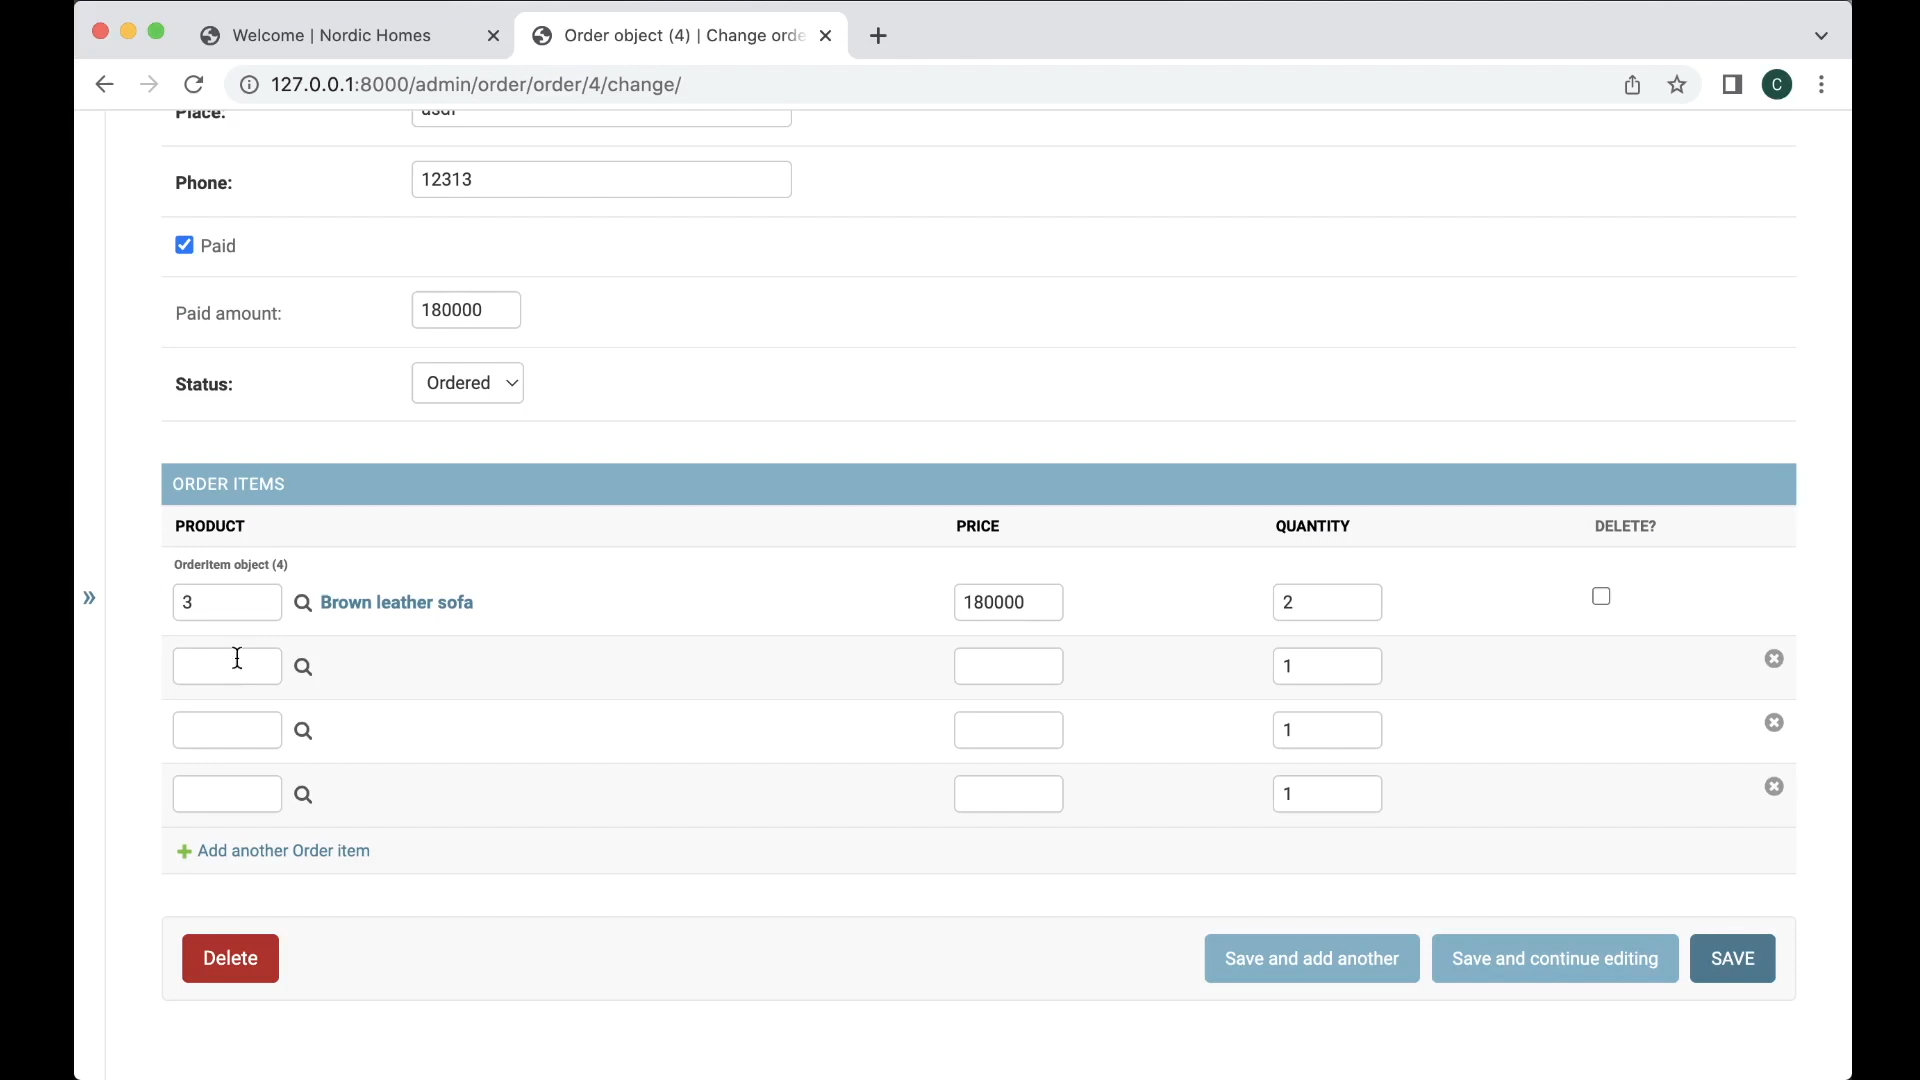 Welcome | Nordic Homes
Order object (4) | Change orde
127.0.0.1:8000/admin/order/order/4/change/
C
Place:
asdf
Phone:
12313
Paid
Paid amount:
180000
Status:
Ordered
ORDER ITEMS
PRODUCT PRICE QUANTITY DELETE?
OrderItem object (4)
3 Brown leather sofa 180000 2
1
1
1
Add another Order item
Delete Save and add another Save and continue editing SAVE